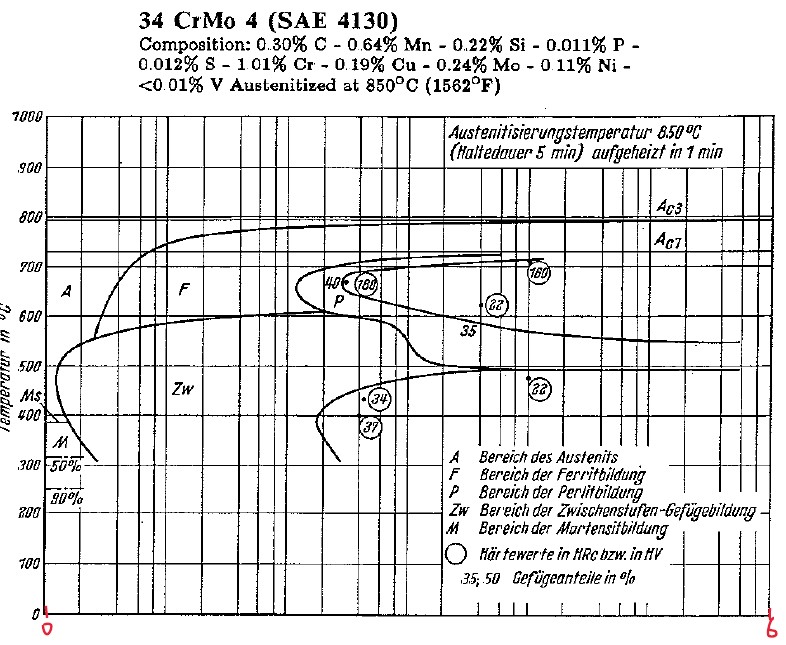 34 CrMo 4 (SAE 4130)
Composition: 0.30% C - 0.64% Mn - 0.22% Si - 0.011% P -
0.012% S - 1.01% Cr - 0.19% Cu - 0.24% Mo - 0.11% Ni -
<0.01% V Austenitized at 850°C (1562°F)
1000
Austenitisierungstemperatur 850°C
(Haltedauer 5 min) aufgeheizt in 1 min
900
800
Ac3
Ac1
700
A
F
40
180
P
160
22
600
35
Temperatur in °C
500
Zw
22
Ms
34
400
37
M
A Bereich des Austenits
300
50%
F Bereich der Ferritbildung
P Bereich der Perlitbildung
90%
200
Zw Bereich der Zwischenstufen-Gefügebildung
M Bereich der Martensitbildung
Härtewerte in HRc bzw. in HV
100
35; 50 Gefügeanteile in %
0
0
6